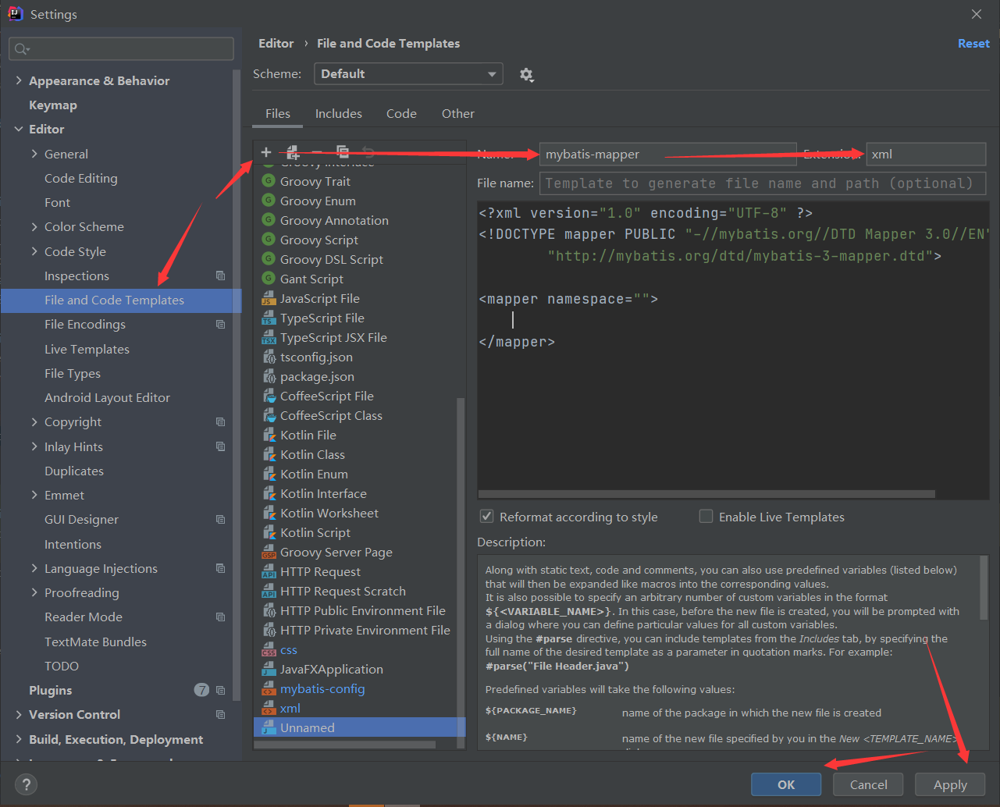 Settings
Appearance & Behavior
Keymap
Editor
General
Code Editing
Font
Color Scheme
Code Style
Inspections
File and Code Templates
File Encodings
Live Templates
File Types
Android Layout Editor
Copyright
Inlay Hints
Duplicates
Emmet
GUI Designer
Intentions
Language Injections
Proofreading
Reader Mode
TextMate Bundles
TODO
Plugins 7
Version Control
Build, Execution, Deployment
Editor › File and Code Templates
Reset
Scheme: Default
Files Includes Code Other
Groovy Interface
Groovy Trait
Groovy Enum
Groovy Annotation
Groovy Script
Groovy DSL Script
Gant Script
JavaScript File
TypeScript File
TypeScript JSX File
tsconfig.json
package.json
CoffeeScript File
CoffeeScript Class
Kotlin File
Kotlin Class
Kotlin Enum
Kotlin Interface
Kotlin Worksheet
Kotlin Script
Groovy Server Page
HTTP Request
HTTP Request Scratch
HTTP Public Environment File
HTTP Private Environment File
css
JavaFXApplication
mybatis-config
xml
Unnamed
Name: mybatis-mapper Extension: xml
File name: Template to generate file name and path (optional)
<?xml version="1.0" encoding="UTF-8" ?>
<!DOCTYPE mapper PUBLIC "-//mybatis.org//DTD Mapper 3.0//EN"
"http://mybatis.org/dtd/mybatis-3-mapper.dtd">
<mapper namespace="">
</mapper>
Reformat according to style Enable Live Templates
Description:
Along with static text, code and comments, you can also use predefined variables (listed below)
that will then be expanded like macros into the corresponding values.
It is also possible to specify an arbitrary number of custom variables in the format
${<VARIABLE_NAME>}. In this case, before the new file is created, you will be prompted with
a dialog where you can define particular values for all custom variables.
Using the #parse directive, you can include templates from the Includes tab, by specifying the
full name of the desired template as a parameter in quotation marks. For example:
#parse("File Header.java")
Predefined variables will take the following values:
${PACKAGE_NAME} name of the package in which the new file is created
${NAME} name of the new file specified by you in the New <TEMPLATE_NAME>
? OK Cancel Apply